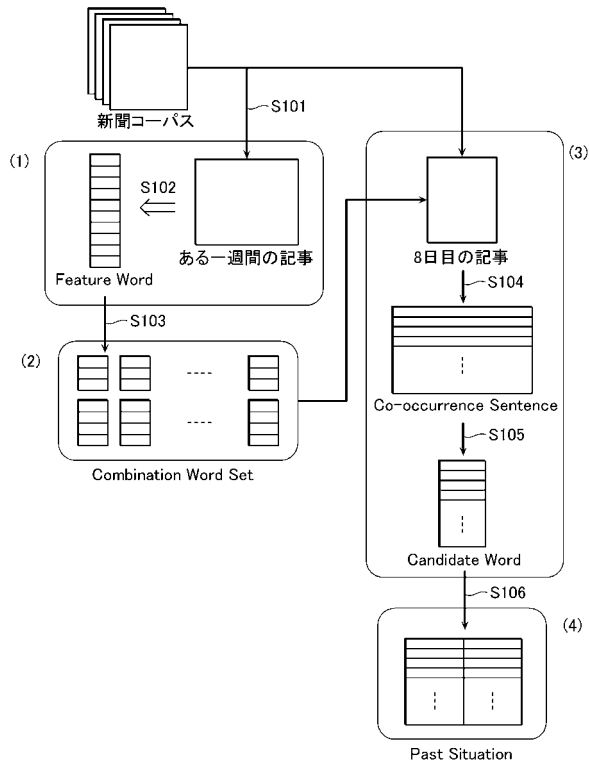 新聞コーパス
S101
(1)
S102
Feature Word
ある一週間の記事
S103
(2)
----
----
Combination Word Set
(3)
8日目の記事
S104
Co-occurrence Sentence
S105
Candidate Word
S106
(4)
Past Situation